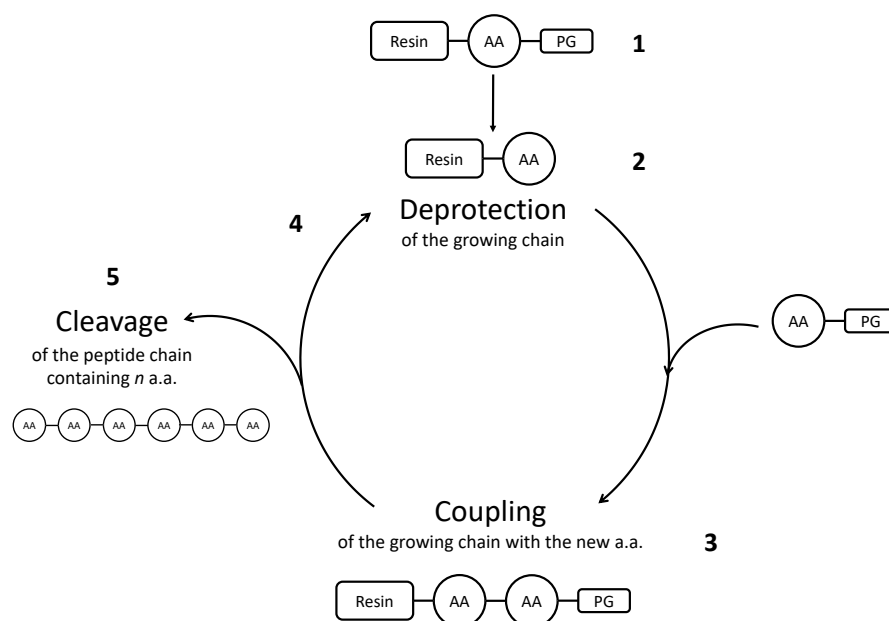 Resin AA PG 1
Resin AA 2
Deprotection
of the growing chain
4
5
Cleavage
of the peptide chain
containing n a.a.
AA AA AA AA AA AA
AA PG
Coupling
of the growing chain with the new a.a.
3
Resin AA AA PG